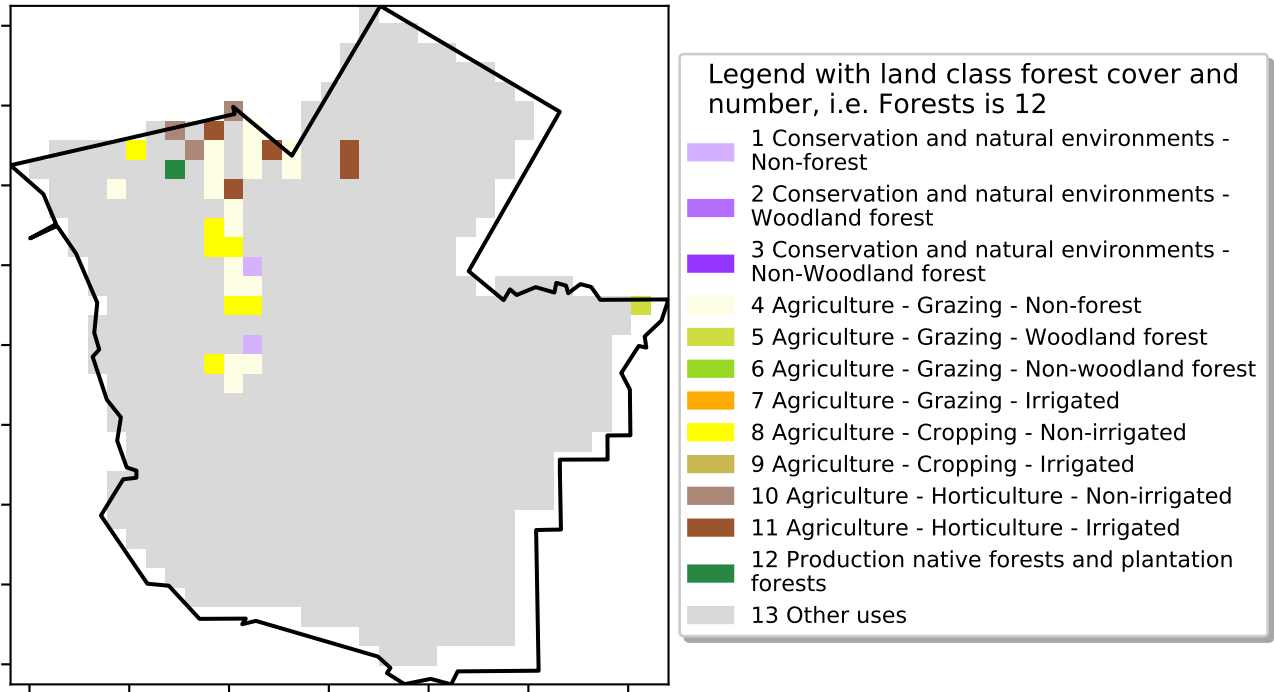 Legend with land class forest cover and
number, i.e. Forests is 12
1 Conservation and natural environments -
Non-forest
2 Conservation and natural environments -
Woodland forest
3 Conservation and natural environments -
Non-Woodland forest
4 Agriculture - Grazing - Non-forest
5 Agriculture - Grazing - Woodland forest
6 Agriculture - Grazing - Non-woodland forest
7 Agriculture - Grazing - Irrigated
8 Agriculture - Cropping - Non-irrigated
9 Agriculture - Cropping - Irrigated
10 Agriculture - Horticulture - Non-irrigated
11 Agriculture - Horticulture - Irrigated
12 Production native forests and plantation
forests
13 Other uses